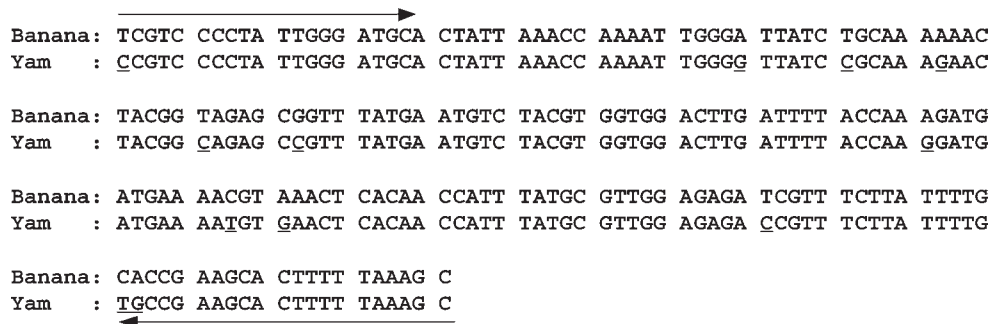 Banana: TCGTC CCCTA TTGGG ATGCA CTATT AAACC AAAAT TGGGA TTATC TGCAA AAAAC
Yam : CCGTC CCCTA TTGGG ATGCA CTATT AAACC AAAAT TGGGG TTATC CGCAA AGAAC
Banana: TACGG TAGAG CGGTT TATGA ATGTC TACGT GGTGG ACTTG ATTTT ACCAA AGATG
Yam : TACGG CAGAG CCGTT TATGA ATGTC TACGT GGTGG ACTTG ATTTT ACCAA GGATG
Banana: ATGAA AACGT AAACT CACAA CCATT TATGC GTTGG AGAGA TCGTT TCTTA TTTTG
Yam : ATGAA AATGT GAACT CACAA CCATT TATGC GTTGG AGAGA CCGTT TCTTA TTTTG
Banana: CACCG AAGCA CTTTT TAAAG C
Yam : TGCCG AAGCA CTTTT TAAAG C